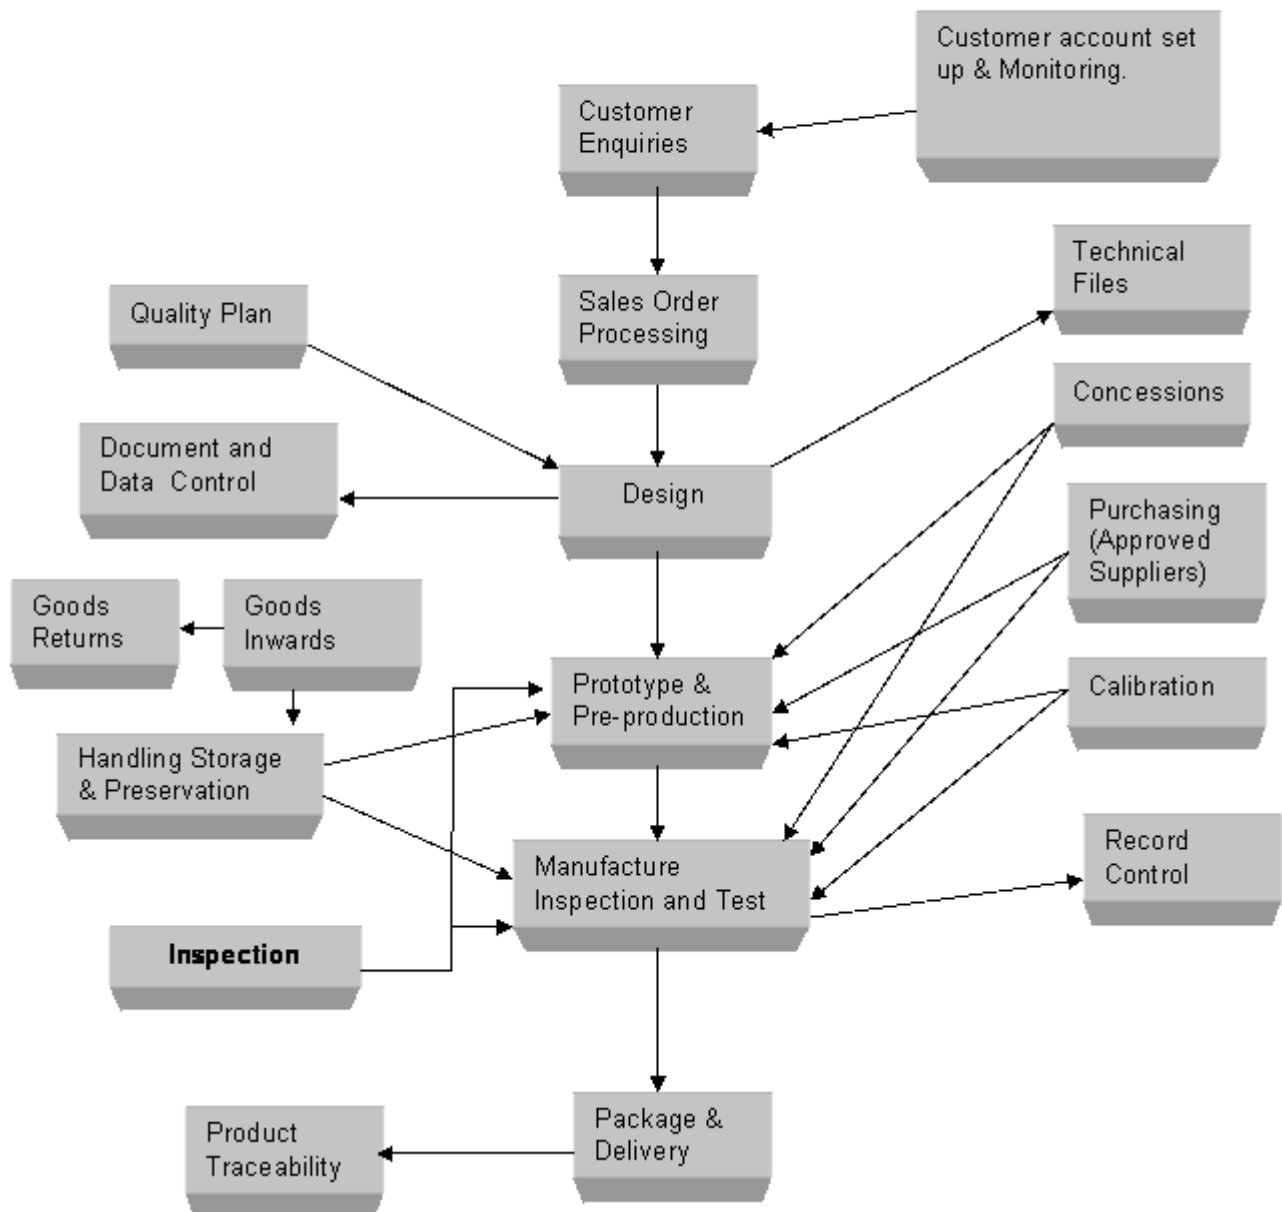 Customer account set
up & Monitoring.
Customer
Enquiries
Technical
Files
Sales Order
Processing
Quality Plan
Concessions
Document and
Data  Control
Design
Purchasing
(Approved
Suppliers)
Goods
Returns
Goods
Inwards
Prototype &
Pre-production
Calibration
Handling Storage
& Preservation
Manufacture
Inspection and Test
Record
Control
Inspection
Package &
Delivery
Product
Traceability